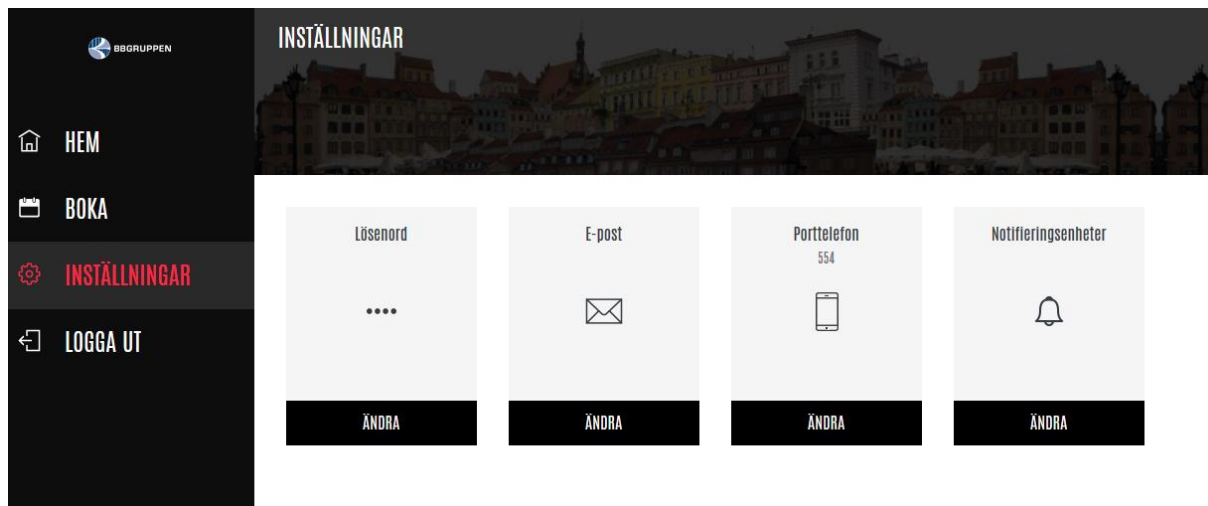 BBGRUPPEN
HEM
BOKA
INSTÄLLNINGAR
LOGGA UT
INSTÄLLNINGAR
Lösenord
ÄNDRA
E-post
ÄNDRA
Porttelefon
554
ÄNDRA
Notifieringsenheter
ÄNDRA